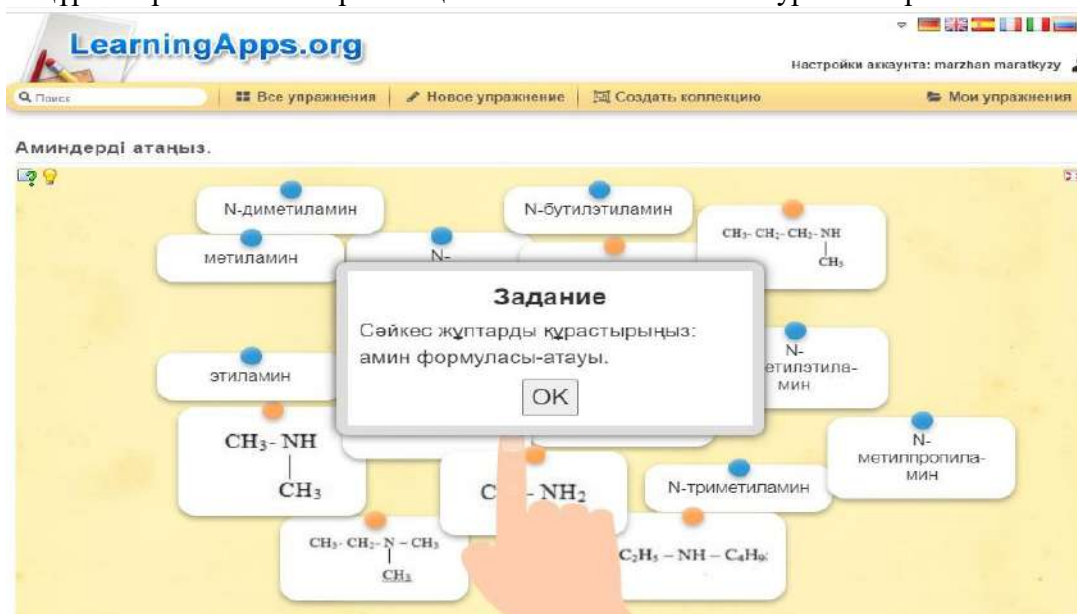 LearningApps.org
Настройки аккаунта: marzhan maratkyzy
Поиск
Все упражнения
Новое упражнение
Создать коллекцию
Мои упражнения
Аминдерді атаңыз.
N-диметиламин
N-бутилэтиламин
CH₃- CH₂- CH₂- NH
CH₃
метиламин
N-
Задание
Сәйкес жұптарды құрастырыңыз:
амин формуласы-атауы.
OK
этиламин
N-
мин
CH₃- NH
CH₃
N-
метилпропила-
мин
- NH₂
N-триметиламин
CH₃- CH₂- N – CH₃
CH₃
C₂H₅ – NH – C₄H₉